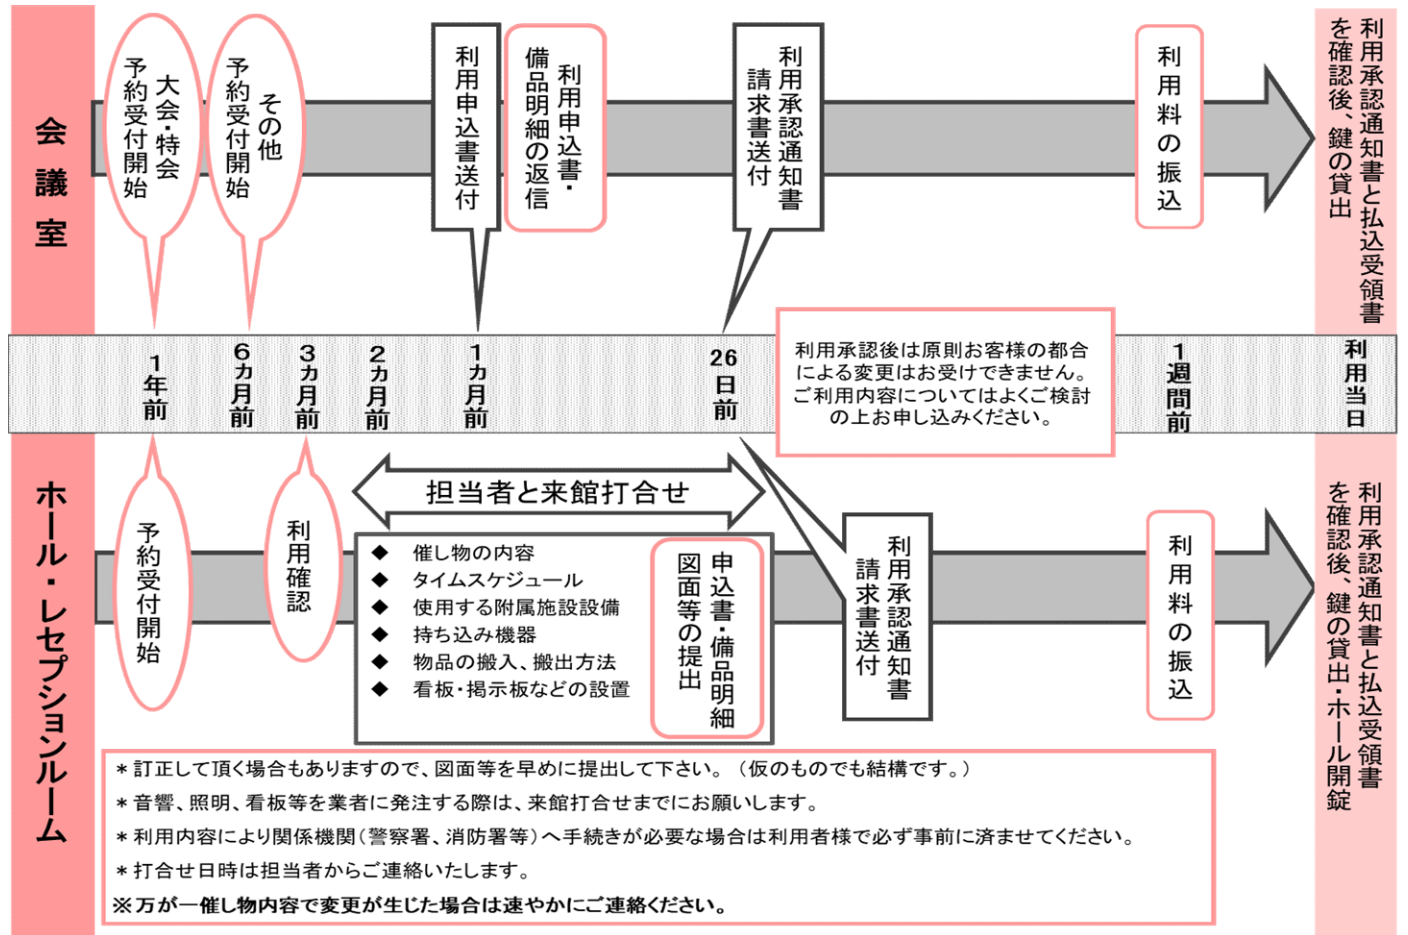 会議室
大会・特会
予約受付開始
その他
予約受付開始
利用申込書送付
利用申込書・
備品明細の返信
利用承認通知書
請求書送付
利用料の振込
利用承認通知書と払込受領書
を確認後、鍵の貸出
1年前
6ヵ月前
3ヵ月前
2ヵ月前
1ヵ月前
26日前
利用承認後は原則お客様の都合
による変更はお受けできません。
ご利用内容についてはよくご検討
の上お申し込みください。
1週間前
利用当日
ホール・レセプションルーム
予約受付開始
利用確認
担当者と来館打合せ
◆ 催し物の内容
◆ タイムスケジュール
◆ 使用する附属施設設備
◆ 持ち込み機器
◆ 物品の搬入、搬出方法
◆ 看板・掲示板などの設置
申込書・備品明細
図面等の提出
利用承認通知書
請求書送付
利用料の振込
利用承認通知書と払込受領書
を確認後、鍵の貸出・ホール開錠
＊訂正して頂く場合もありますので、図面等を早めに提出して下さい。（仮のものでも結構です。）
＊音響、照明、看板等を業者に発注する際は、来館打合せまでにお願いします。
＊利用内容により関係機関（警察署、消防署等）へ手続きが必要な場合は利用者様で必ず事前に済ませてください。
＊打合せ日時は担当者からご連絡いたします。
※万が一催し物内容で変更が生じた場合は速やかにご連絡ください。